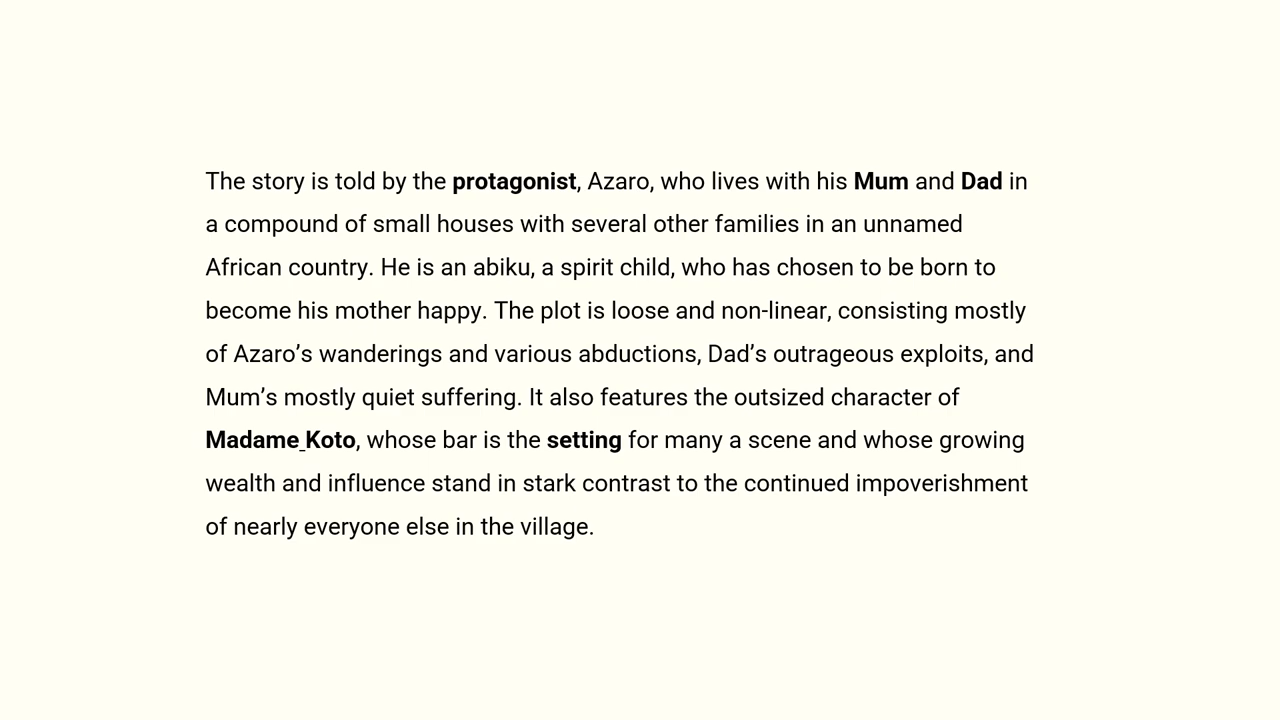 The story is told by the protagonist, Azaro, who lives with his Mum and Dad in
a compound of small houses with several other families in an unnamed
African country. He is an abiku, a spirit child, who has chosen to be born to
become his mother happy. The plot is loose and non-linear, consisting mostly
of Azaro’s wanderings and various abductions, Dad’s outrageous exploits, and
Mum’s mostly quiet suffering. It also features the outsized character of
Madame Koto, whose bar is the setting for many a scene and whose growing
wealth and influence stand in stark contrast to the continued impoverishment
of nearly everyone else in the village.